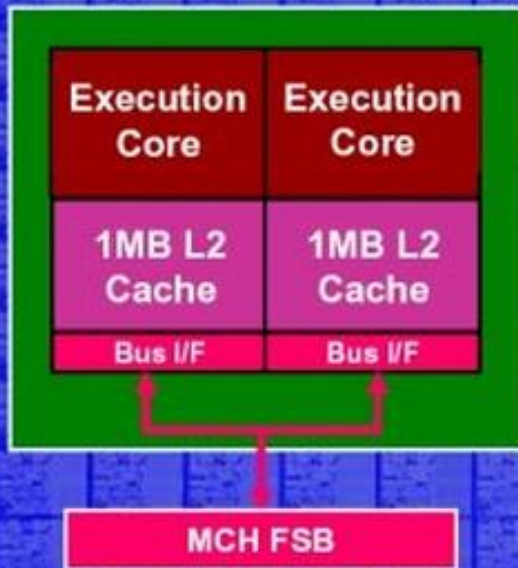 Execution
Core
Execution
Core
1MB L2
Cache
1MB L2
Cache
Bus I/F
Bus I/F
MCH FSB